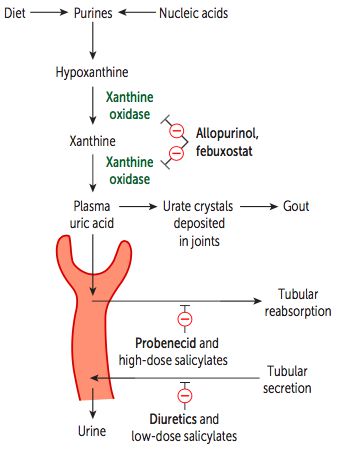 Diet Purines Nucleic acids
Hypoxanthine
Xanthine
oxidase
Allopurinol,
febuxostat
Xanthine
Xanthine
oxidase
Plasma
uric acid
Urate crystals
deposited
in joints
Gout
Tubular
reabsorption
Probenecid and
high-dose salicylates
Tubular
secretion
Diuretics and
low-dose salicylates
Urine